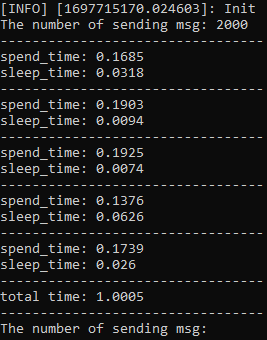 [INFO] [1697715170.024603]: Init
The number of sending msg: 2000
---------------------------------
spend_time: 0.1685
sleep_time: 0.0318
---------------------------------
spend_time: 0.1903
sleep_time: 0.0094
---------------------------------
spend_time: 0.1925
sleep_time: 0.0074
---------------------------------
spend_time: 0.1376
sleep_time: 0.0626
---------------------------------
spend_time: 0.1739
sleep_time: 0.026
---------------------------------
total time: 1.0005
---------------------------------
The number of sending msg: